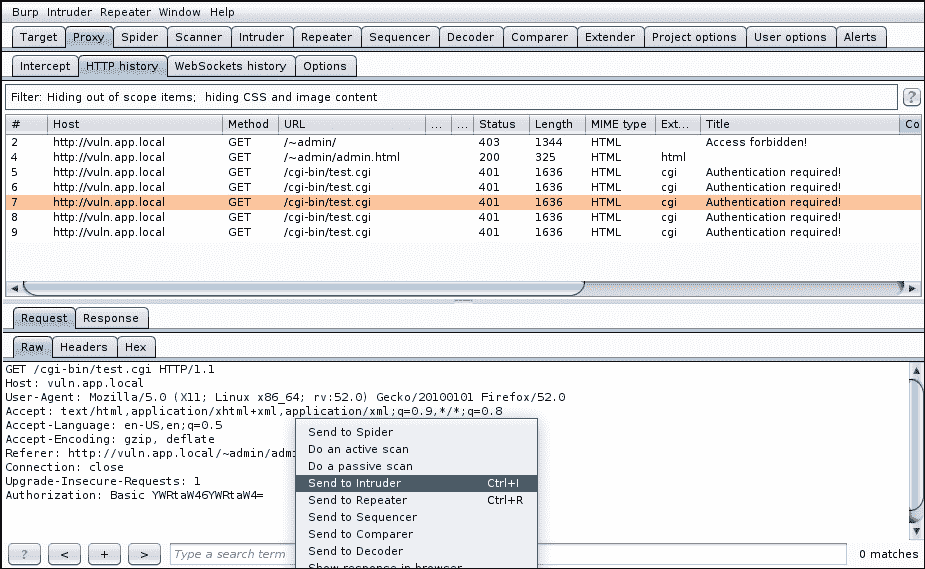 Burp Intruder Repeater Window Help
Target Proxy Spider Scanner Intruder Repeater Sequencer Decoder Comparer Extender Project options User options Alerts
Intercept HTTP history WebSockets history Options
Filter: Hiding out of scope items; hiding CSS and image content ?
# Host Method URL ... ... Status Length MIME type Ext... Title Co
2 http://vuln.app.local GET /~admin/ 403 1344 HTML Access forbidden!
4 http://vuln.app.local GET /~admin/admin.html 200 325 HTML html
5 http://vuln.app.local GET /cgi-bin/test.cgi 401 1636 HTML cgi Authentication required!
6 http://vuln.app.local GET /cgi-bin/test.cgi 401 1636 HTML cgi Authentication required!
7 http://vuln.app.local GET /cgi-bin/test.cgi 401 1636 HTML cgi Authentication required!
8 http://vuln.app.local GET /cgi-bin/test.cgi 401 1636 HTML cgi Authentication required!
9 http://vuln.app.local GET /cgi-bin/test.cgi 401 1636 HTML cgi Authentication required!
Request Response
Raw Headers Hex
GET /cgi-bin/test.cgi HTTP/1.1
Host: vuln.app.local
User-Agent: Mozilla/5.0 (X11; Linux x86_64; rv:52.0) Gecko/20100101 Firefox/52.0
Accept: text/html,application/xhtml+xml,application/xml;q=0.9,*/*;q=0.8
Accept-Language: en-US,en;q=0.5
Accept-Encoding: gzip, deflate
Referer: http://vuln.app.local/~admin/adm
Connection: close
Upgrade-Insecure-Requests: 1
Authorization: Basic YWRtaW46YWRtaW4=
Send to Spider
Do an active scan
Do a passive scan
Send to Intruder Ctrl+I
Send to Repeater Ctrl+R
Send to Sequencer
Send to Comparer
Send to Decoder
Show response in browser
? < + > Type a search term 0 matches